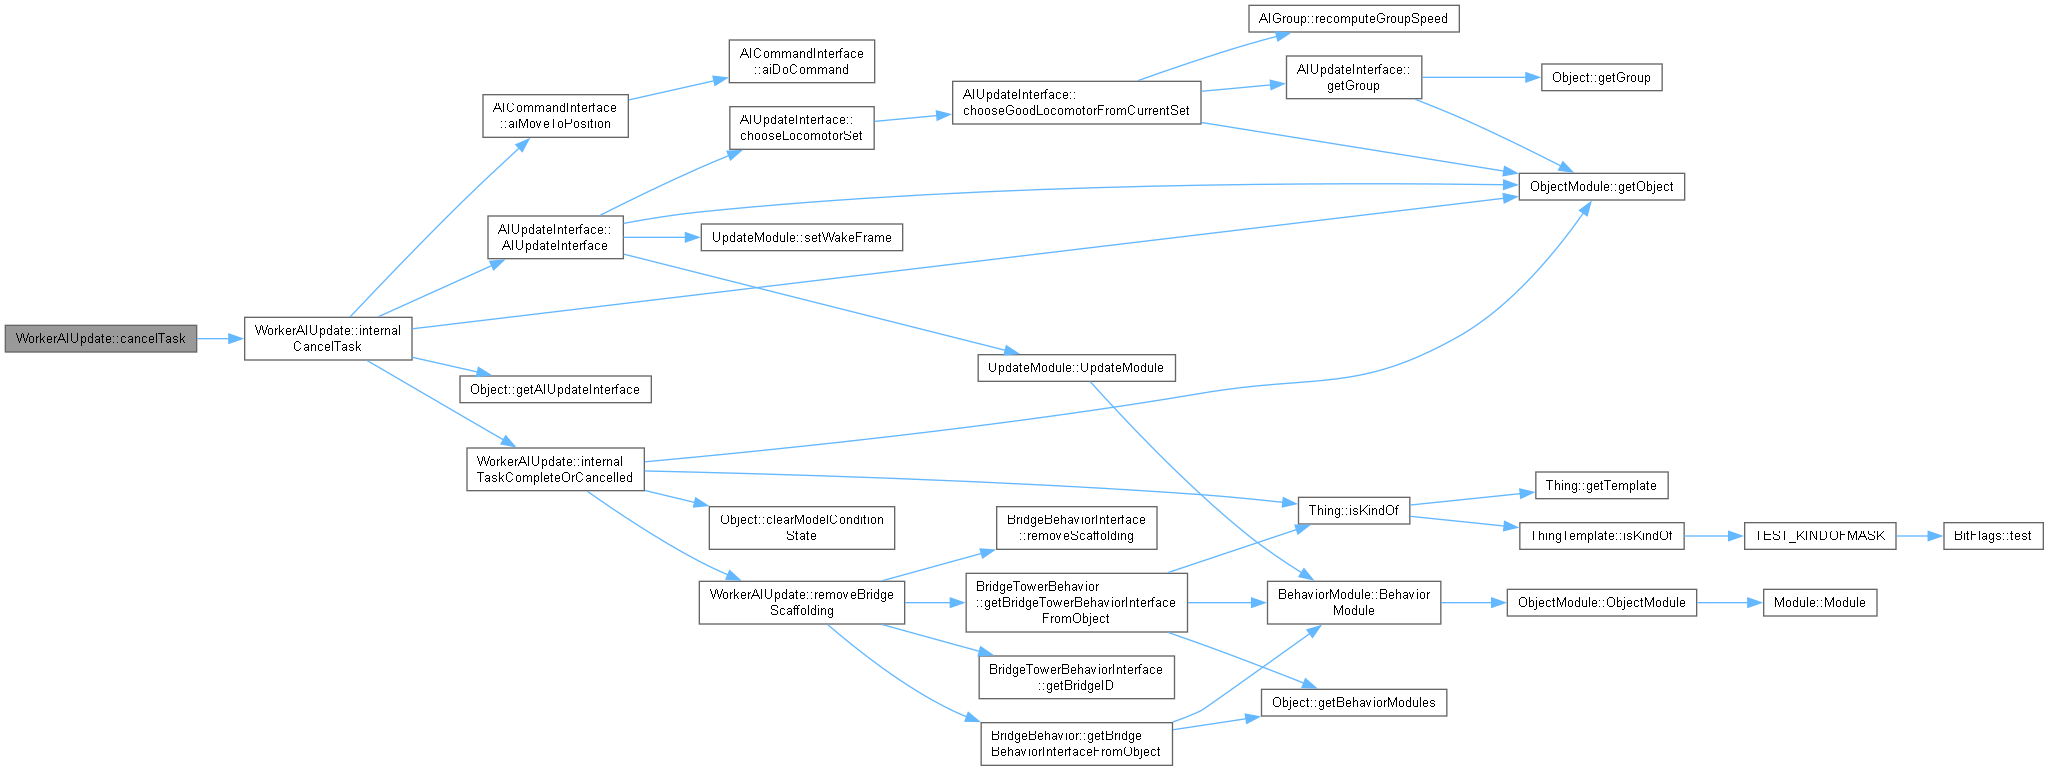 WorkerAIUpdate::cancelTask
WorkerAIUpdate::internal
CancelTask
AICommandInterface
::aiMoveToPosition
AICommandInterface
::aiDoCommand
AIUpdateInterface::
AIUpdateInterface
AIUpdateInterface::
chooseLocomotorSet
AIUpdateInterface::
chooseGoodLocomotorFromCurrentSet
AIGroup::recomputeGroupSpeed
AIUpdateInterface::
getGroup
Object::getGroup
ObjectModule::getObject
UpdateModule::setWakeFrame
UpdateModule::UpdateModule
Object::getAIUpdateInterface
WorkerAIUpdate::internal
TaskCompleteOrCancelled
Object::clearModelCondition
State
WorkerAIUpdate::removeBridge
Scaffolding
BridgeBehaviorInterface
::removeScaffolding
BridgeTowerBehavior
::getBridgeTowerBehaviorInterface
FromObject
BridgeTowerBehaviorInterface
::getBridgeID
BridgeBehavior::getBridge
BehaviorInterfaceFromObject
Thing::isKindOf
Thing::getTemplate
ThingTemplate::isKindOf
TEST_KINDOFMASK
BitFlags::test
BehaviorModule::Behavior
Module
ObjectModule::ObjectModule
Module::Module
Object::getBehaviorModules